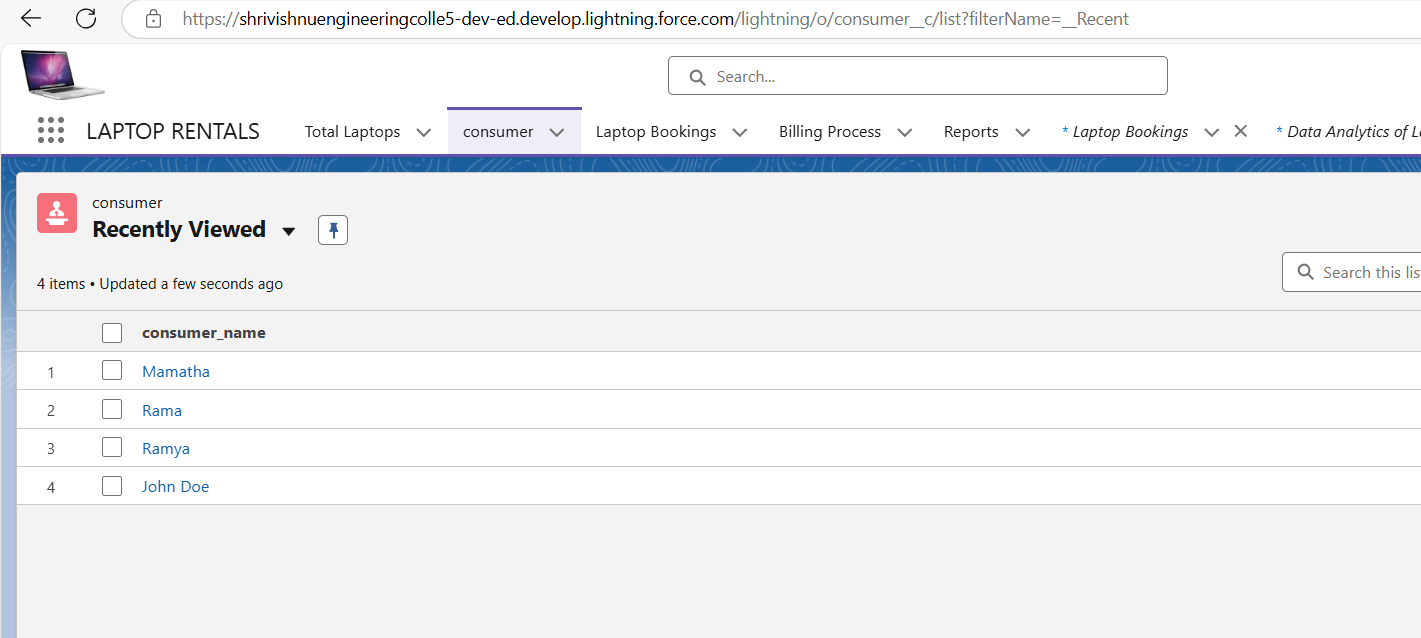 https://shrivishnuengineeringcolle5-dev-ed.develop.lightning.force.com/lightning/o/consumer__c/list?filterName=__Recent
Search...
LAPTOP RENTALS Total Laptops consumer Laptop Bookings Billing Process Reports * Laptop Bookings * Data Analytics of L
consumer
Recently Viewed
4 items • Updated a few seconds ago
Search this lis
consumer_name
1 Mamatha
2 Rama
3 Ramya
4 John Doe